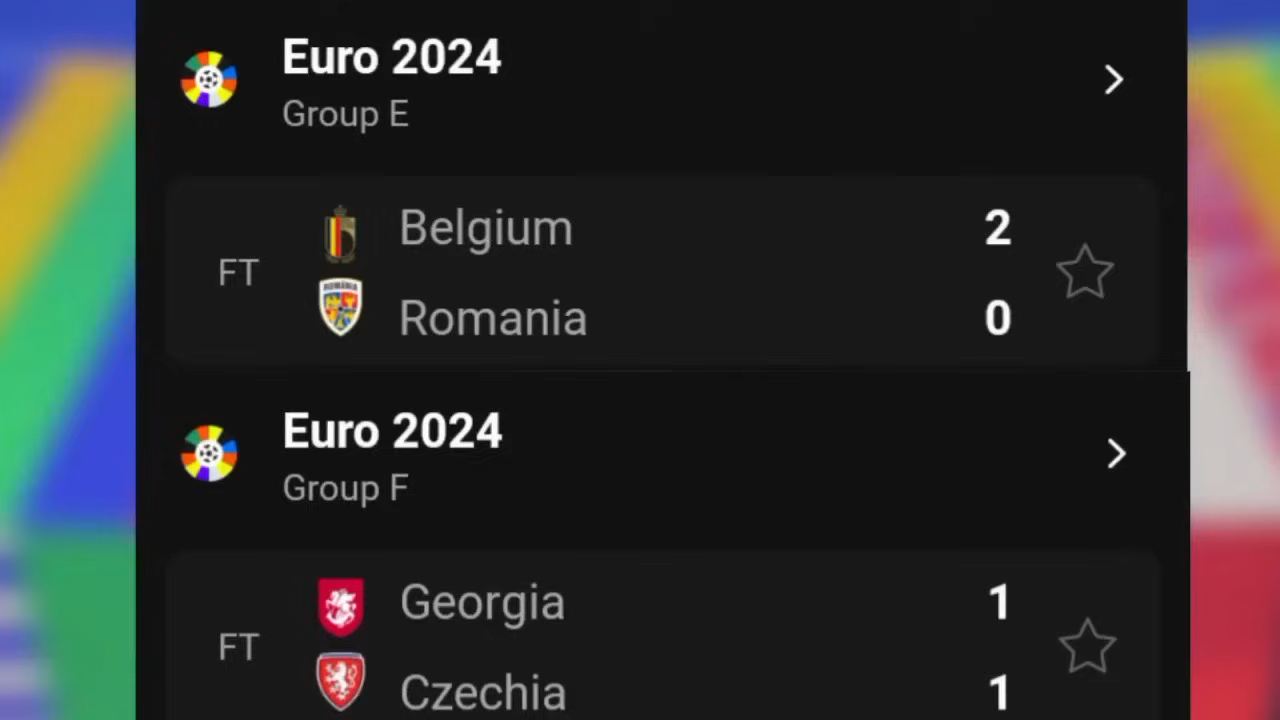 Euro 2024
Group E
FT
Belgium 2
Romania 0
Euro 2024
Group F
FT
Georgia 1
Czechia 1